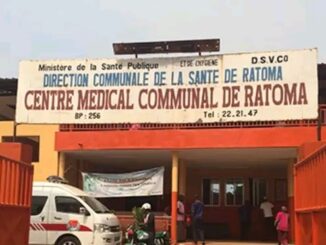 Ministère de la Santé Publique ET DE L'HYGIENE D.S.V.Co
DIRECTION COMMUNALE DE LA SANTE DE RATOMA
CENTRE MEDICAL COMMUNAL DE RATOMA
BP: 256 Tel : 22.21.47